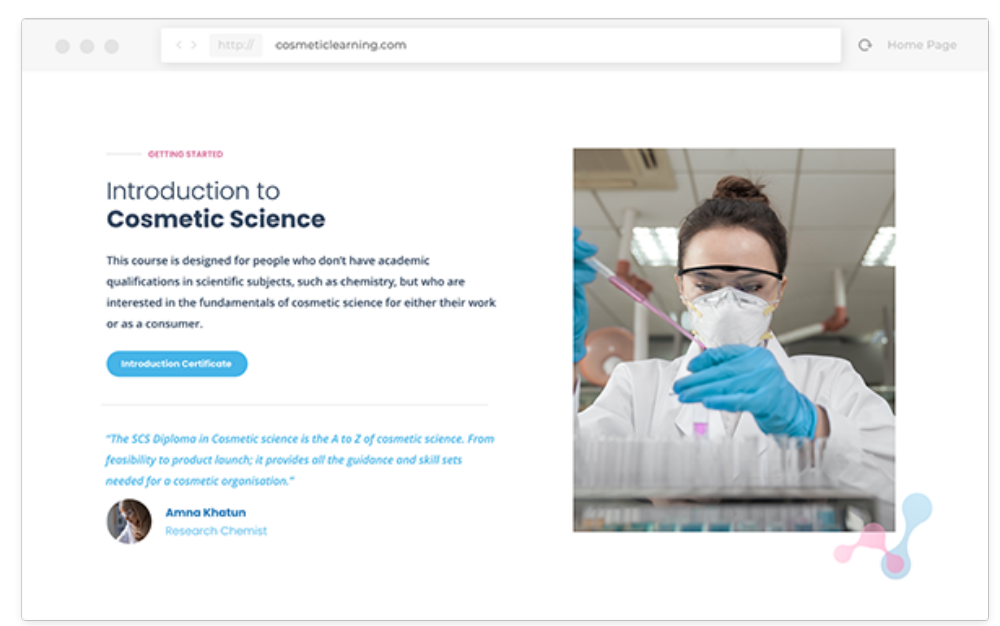 http://
cosmeticlearning.com
Home Page
GETTING STARTED
Introduction to
Cosmetic Science
This course is designed for people who don't have academic
qualifications in scientific subjects, such as chemistry, but who are
interested in the fundamentals of cosmetic science for either their work
or as a consumer.
Introduction Certificate
"The SCS Diploma in Cosmetic science is the A to Z of cosmetic science. From
feasibility to product launch; it provides all the guidance and skill sets
needed for a cosmetic organisation."
Amna Khatun
Research Chemist